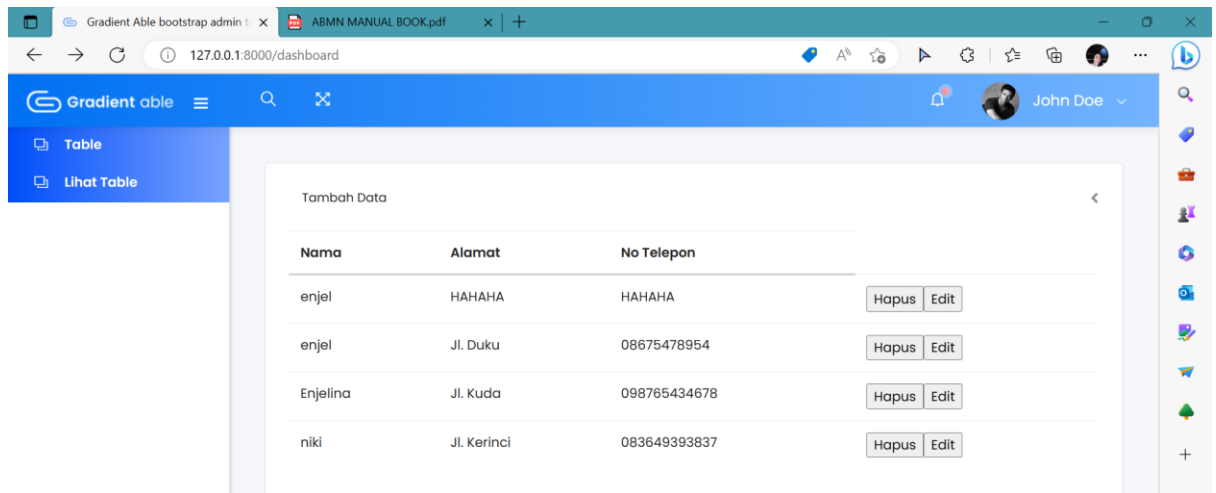 Gradient Able bootstrap admin t
ABMN MANUAL BOOK.pdf
127.0.0.1:8000/dashboard
Gradient able
John Doe
Table
Lihat Table
Tambah Data
Nama Alamat No Telepon
enjel HAHAHA HAHAHA Hapus Edit
enjel Jl. Duku 08675478954 Hapus Edit
Enjelina Jl. Kuda 098765434678 Hapus Edit
niki Jl. Kerinci 083649393837 Hapus Edit